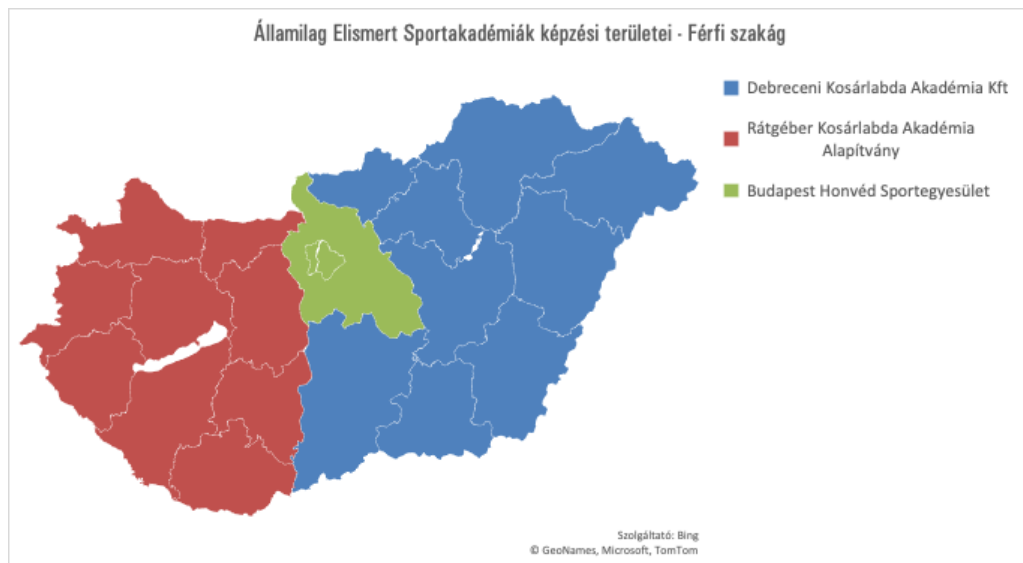 Államilag Elismert Sportakadémiák képzési területei - Férfi szakág
Debreceni Kosárlabda Akadémia Kft
Rátgéber Kosárlabda Akadémia
Alapítvány
Budapest Honvéd Sportegyesület
Szolgáltató: Bing
© GeoNames, Microsoft, TomTom